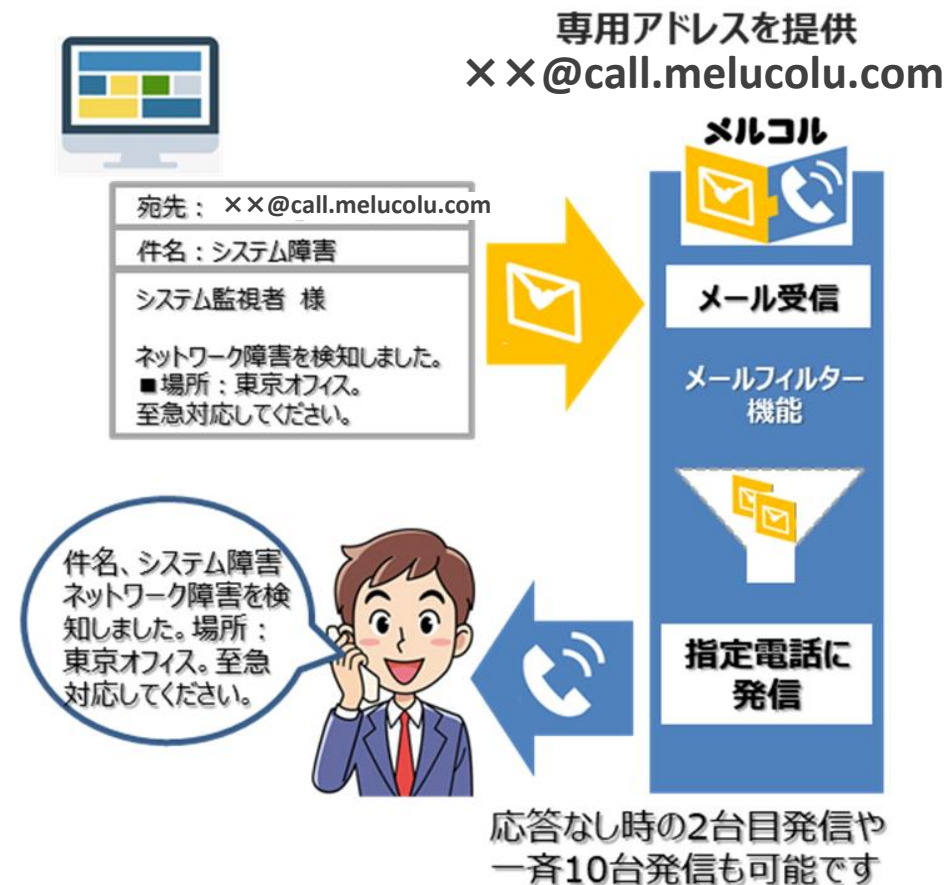 専用アドレスを提供
××@call.melucolu.com
メルコル
宛先： ××@call.melucolu.com
件名：システム障害
システム監視者 様
ネットワーク障害を検知しました。
■場所：東京オフィス。
至急対応してください。
メール受信
メールフィルター
機能
指定電話に
発信
件名、システム障害
ネットワーク障害を検
知しました。場所：
東京オフィス。至急
対応してください。
応答なし時の2台目発信や
一斉10台発信も可能です